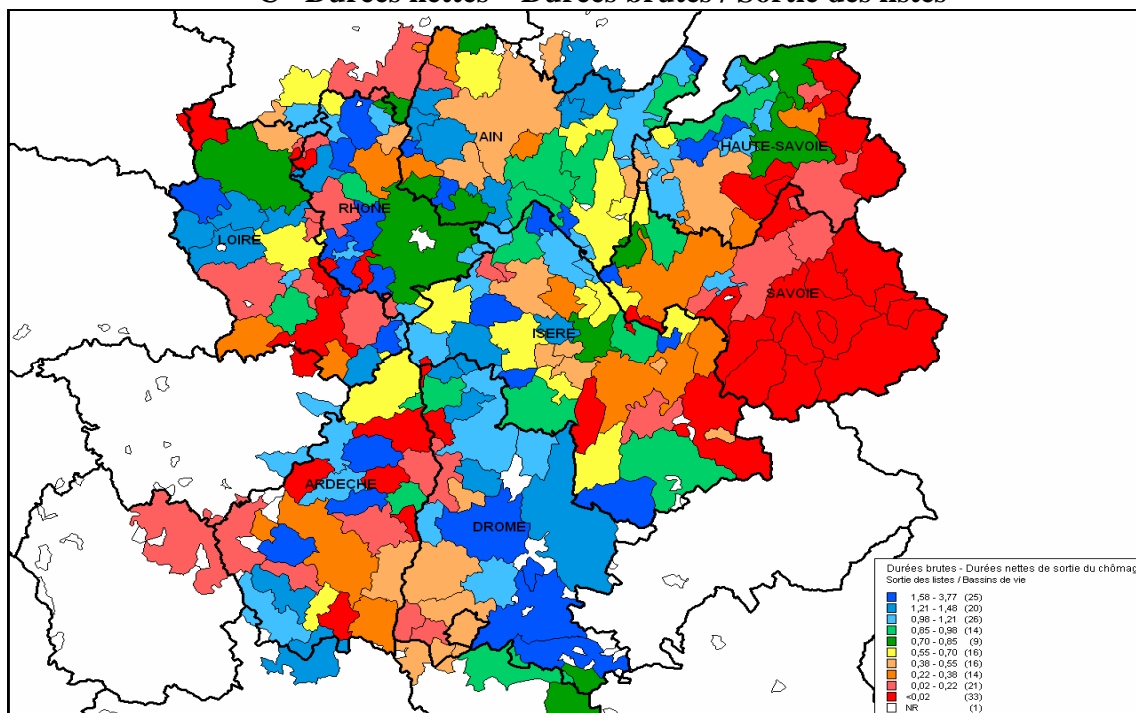 C - Durées nettes – Durées brutes / Sortie des listes
AIN
HAUTE-SAVOIE
RHONE
LOIRE
SAVOIE
ISERE
ARDECHE
DROME
Durées brutes - Durées nettes de sortie du chômag
Sortie des listes / Bassins de vie
1,58 - 3,77 (25)
1,21 - 1,48 (20)
0,98 - 1,21 (26)
0,85 - 0,98 (14)
0,70 - 0,85 (9)
0,55 - 0,70 (16)
0,38 - 0,55 (16)
0,22 - 0,38 (14)
0,02 - 0,22 (21)
<0,02 (33)
NR (1)